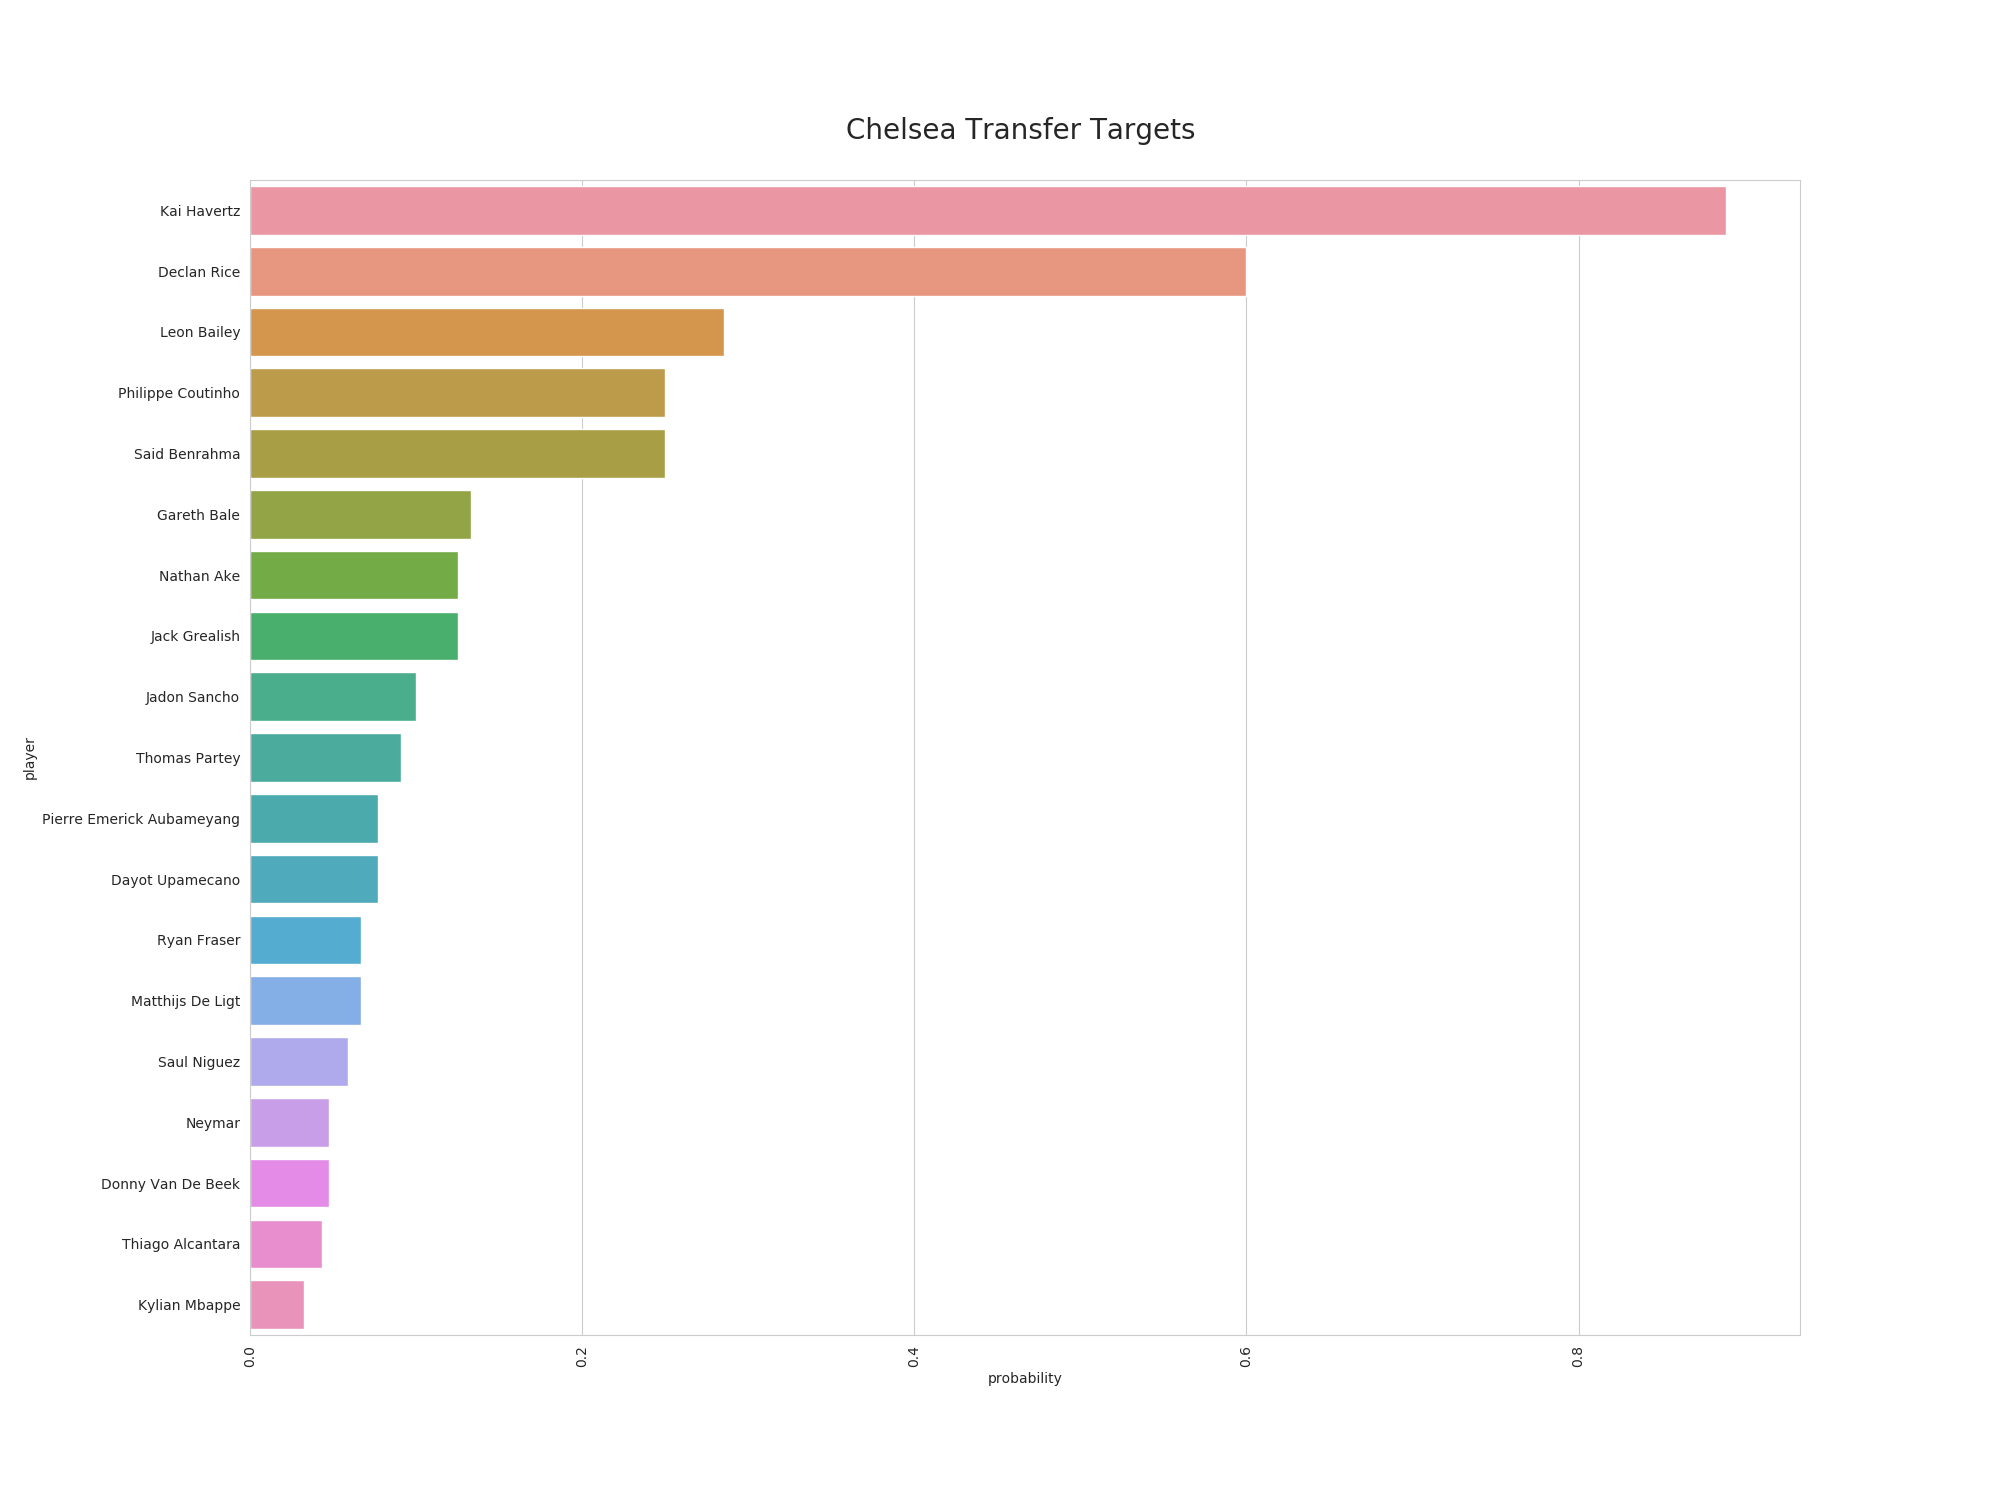 Chelsea Transfer Targets
Kai Havertz
Declan Rice
Leon Bailey
Philippe Coutinho
Said Benrahma
Gareth Bale
Nathan Ake
Jack Grealish
Jadon Sancho
Thomas Partey
player
Pierre Emerick Aubameyang
Dayot Upamecano
Ryan Fraser
Matthijs De Ligt
Saul Niguez
Neymar
Donny Van De Beek
Thiago Alcantara
Kylian Mbappe
0.0 0.2 0.4 0.6 0.8
probability